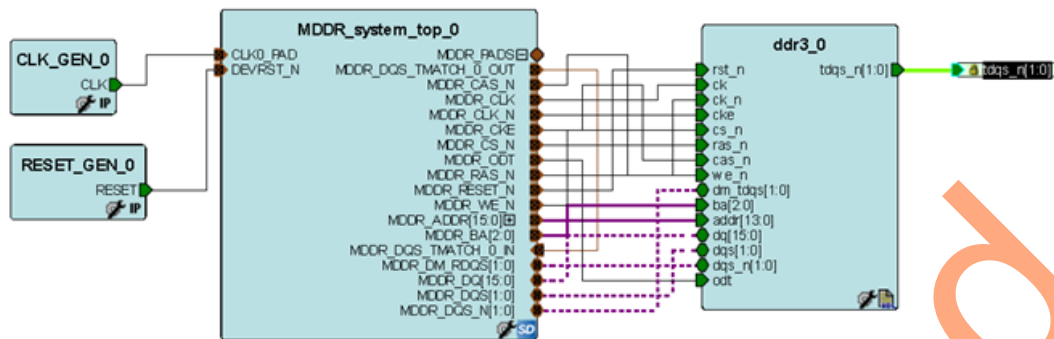 MDDR_system_top_0
CLK_GEN_0
CLK
IP
RESET_GEN_0
RESET
IP
CLK0_PAD
DEVRST_N
MDDR_PADS
MDDR_DQS_TMATCH_0_OUT
MDDR_CAS_N
MDDR_CLK
MDDR_CLK_N
MDDR_CKE
MDDR_CS_N
MDDR_ODT
MDDR_RAS_N
MDDR_RESET_N
MDDR_WE_N
MDDR_ADDR[15:0]
MDDR_BA[2:0]
MDDR_DQS_TMATCH_0_IN
MDDR_DM_RDQS[1:0]
MDDR_DQ[15:0]
MDDR_DQS[1:0]
MDDR_DQS_N[1:0]
SD
ddr3_0
rst_n
ck
ck_n
cke
cs_n
ras_n
cas_n
we_n
dm_tdqs[1:0]
ba[2:0]
addr[13:0]
dq[15:0]
dqs[1:0]
dqs_n[1:0]
odt
tdqs_n[1:0]
tdqs_n[1:0]
d